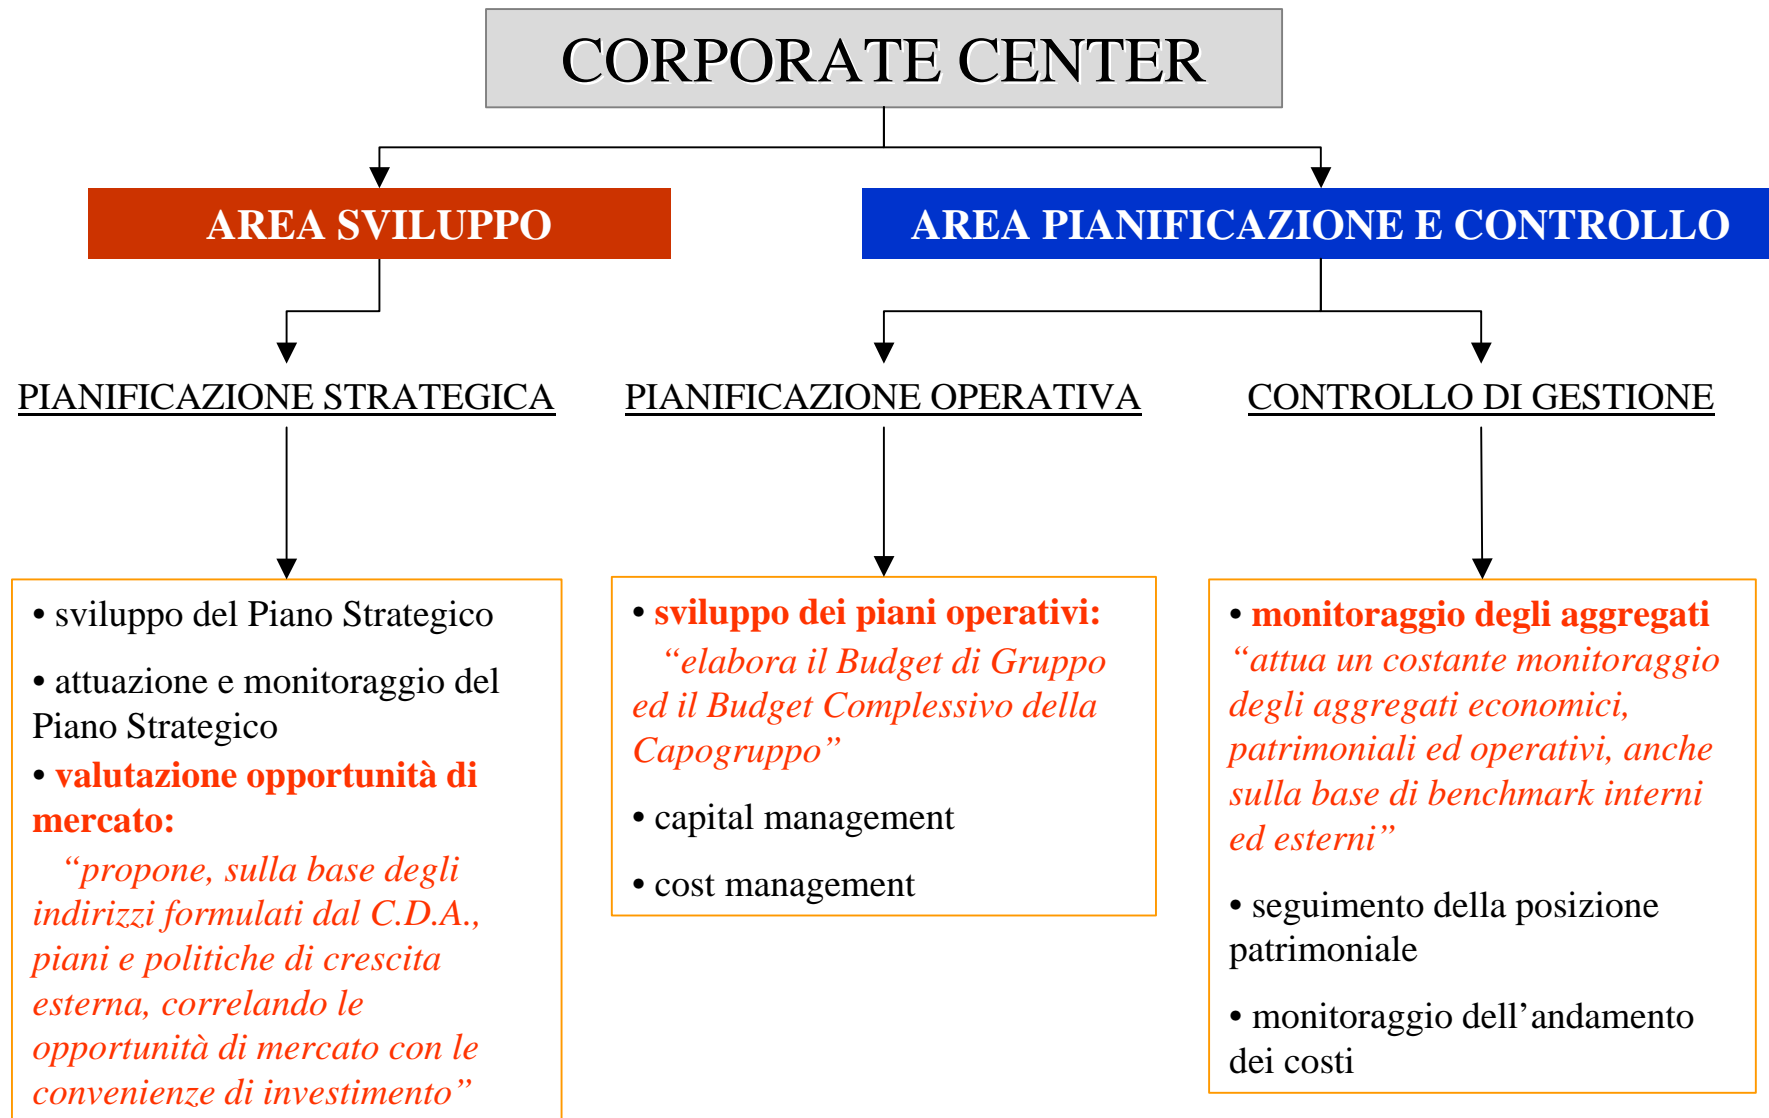 CORPORATE CENTER
AREA SVILUPPO
AREA PIANIFICAZIONE E CONTROLLO
PIANIFICAZIONE STRATEGICA
PIANIFICAZIONE OPERATIVA
CONTROLLO DI GESTIONE
• sviluppo del Piano Strategico
• attuazione e monitoraggio del
Piano Strategico
• valutazione opportunità di
mercato:
“propone, sulla base degli
indirizzi formulati dal C.D.A.,
piani e politiche di crescita
esterna, correlando le
opportunità di mercato con le
convenienze di investimento”
• sviluppo dei piani operativi:
“elabora il Budget di Gruppo
ed il Budget Complessivo della
Capogruppo”
• capital management
• cost management
• monitoraggio degli aggregati
“attua un costante monitoraggio
degli aggregati economici,
patrimoniali ed operativi, anche
sulla base di benchmark interni
ed esterni”
• seguimento della posizione
patrimoniale
• monitoraggio dell’andamento
dei costi